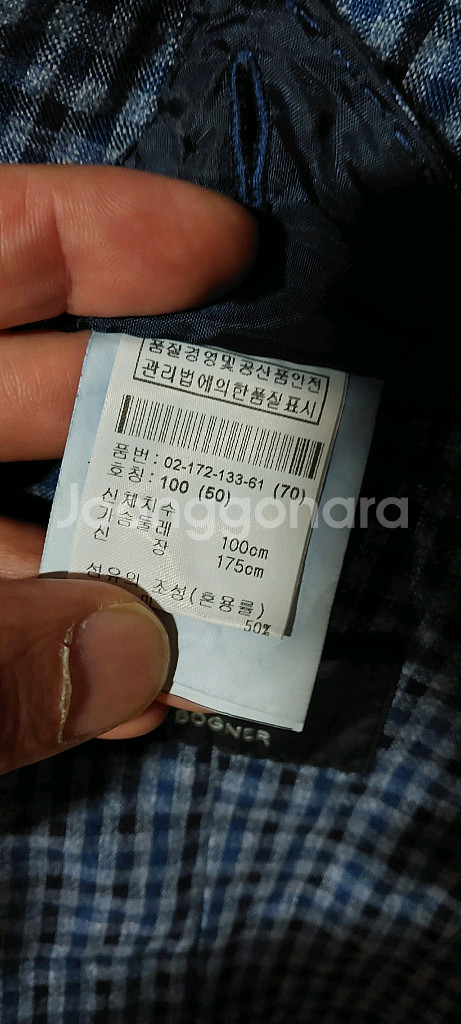 품질경영및공산품안전
관리법에의한품질표시
품번 : 02-172-133-61 (70)
호칭 : 100 (50)
신체치수
가슴둘레 100cm
신 장 175cm
섬유의 조성(혼용률)
50%
Joonggonara
BOGNER